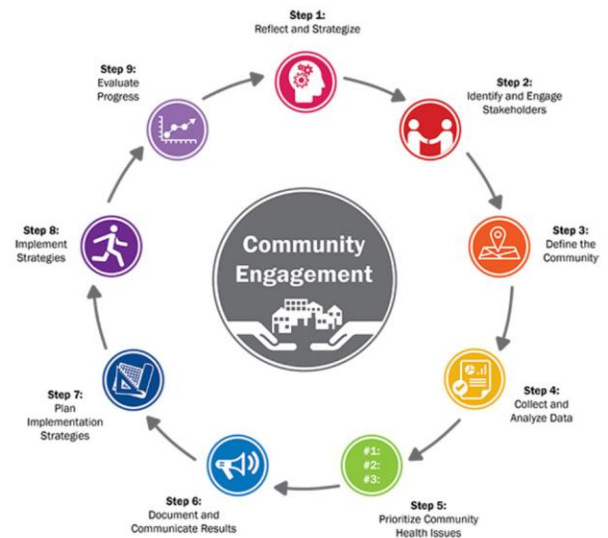 Step 1:
Reflect and Strategize
Step 2:
Identify and Engage
Stakeholders
Step 3:
Define the
Community
Step 4:
Collect and
Analyze Data
#1:
#2:
#3:
Step 5:
Prioritize Community
Health Issues
Step 6:
Document and
Communicate Results
Step 7:
Plan
Implementation
Strategies
Step 8:
Implement
Strategies
Step 9:
Evaluate
Progress
Community
Engagement